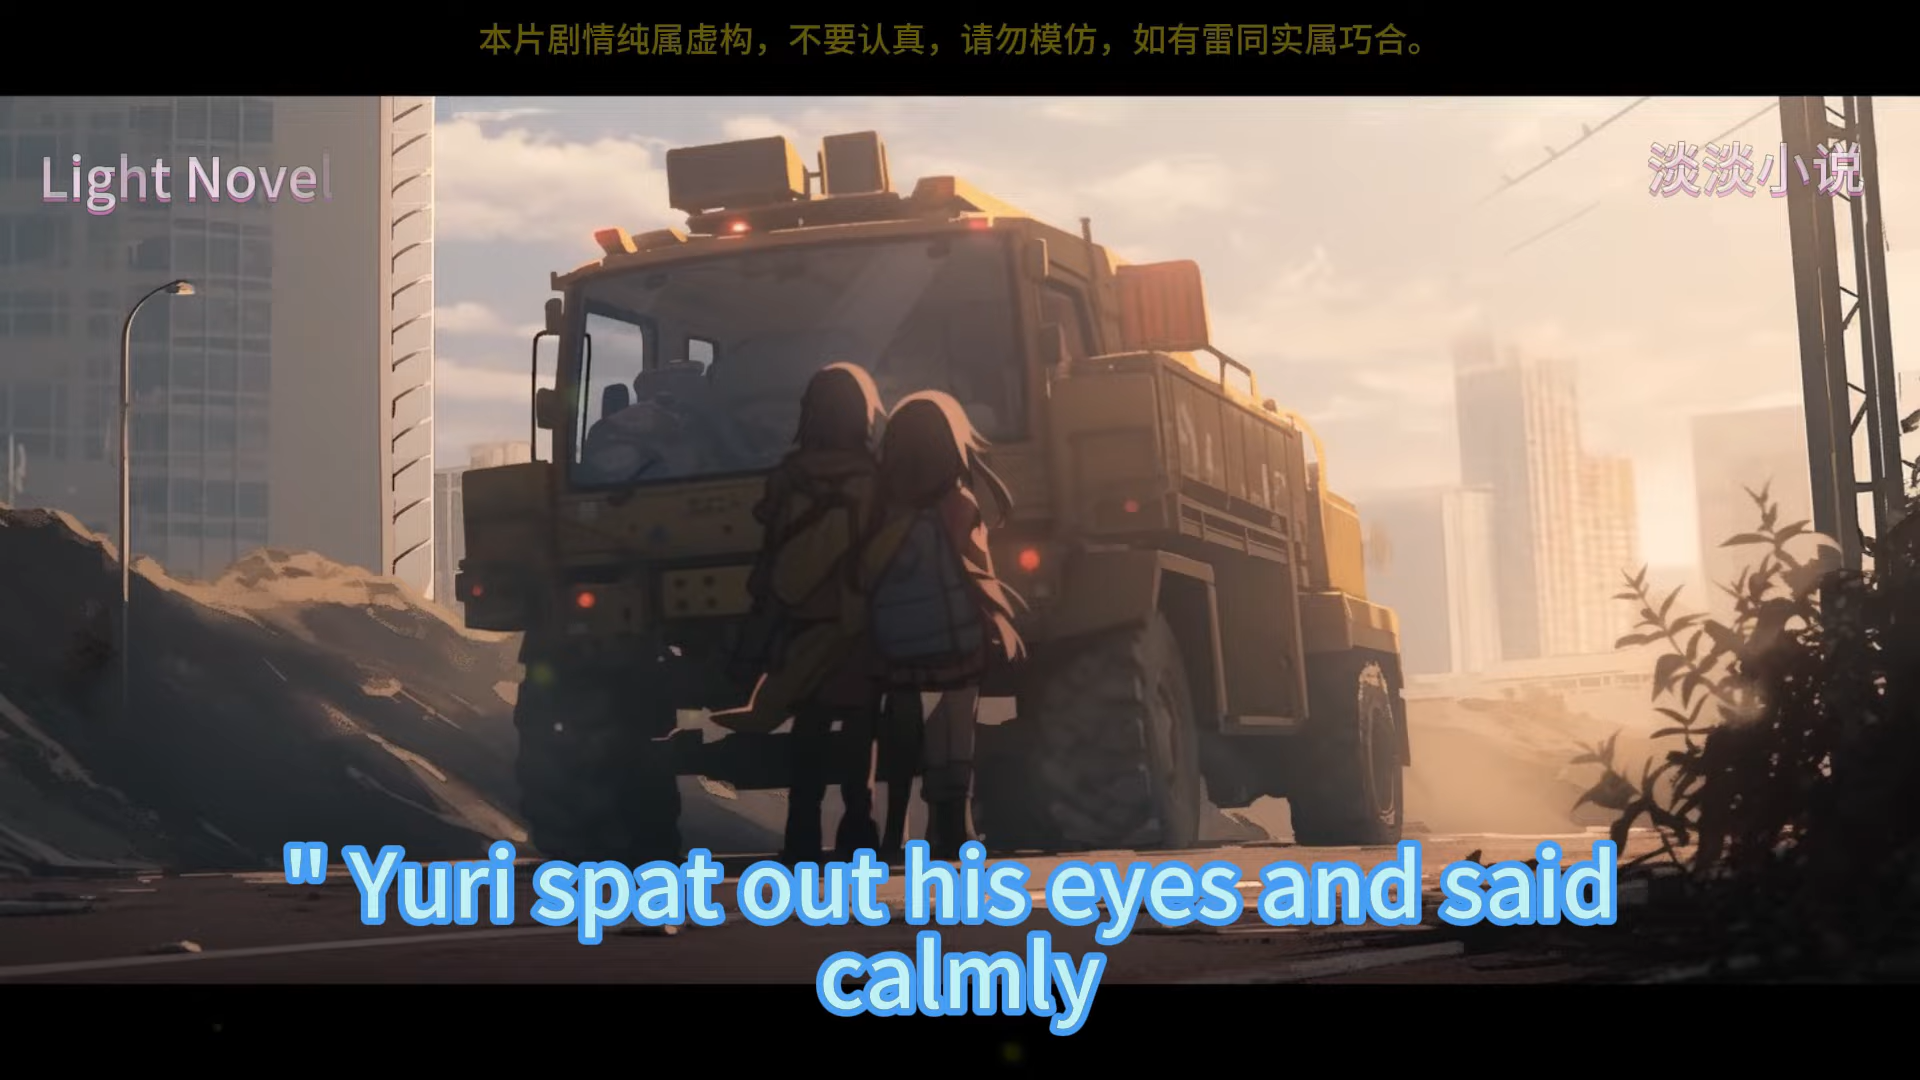 本片剧情纯属虚构，不要认真，请勿模仿，如有雷同实属巧合。
Light Novel
淡淡小说
" Yuri spat out his eyes and said
calmly